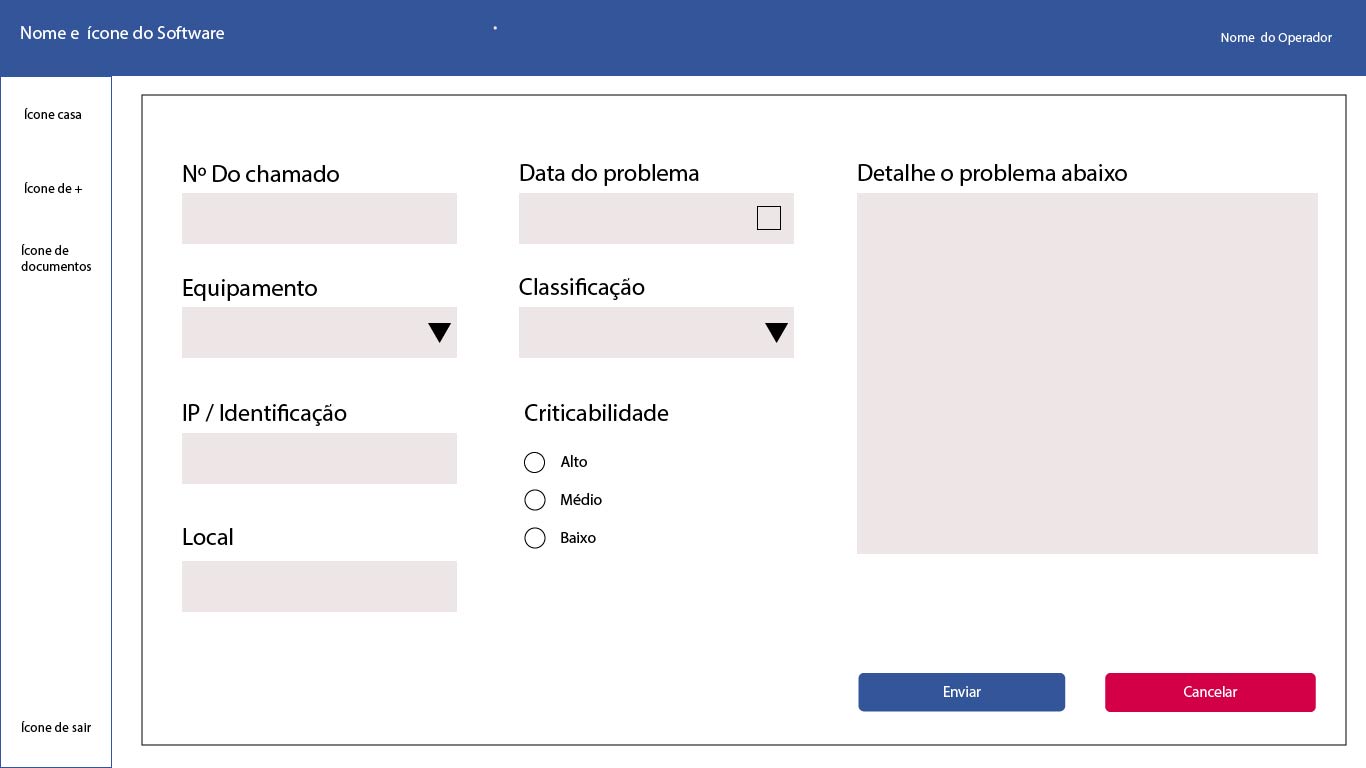 Nome e  ícone do Software
Nome  do Operador
Ícone casa
Ícone de +
Ícone de
documentos
Ícone de sair
Nº Do chamado
Data do problema
Detalhe o problema abaixo
Equipamento
Classificação
IP / Identificação
Criticabilidade
Alto
Médio
Baixo
Local
Enviar
Cancelar